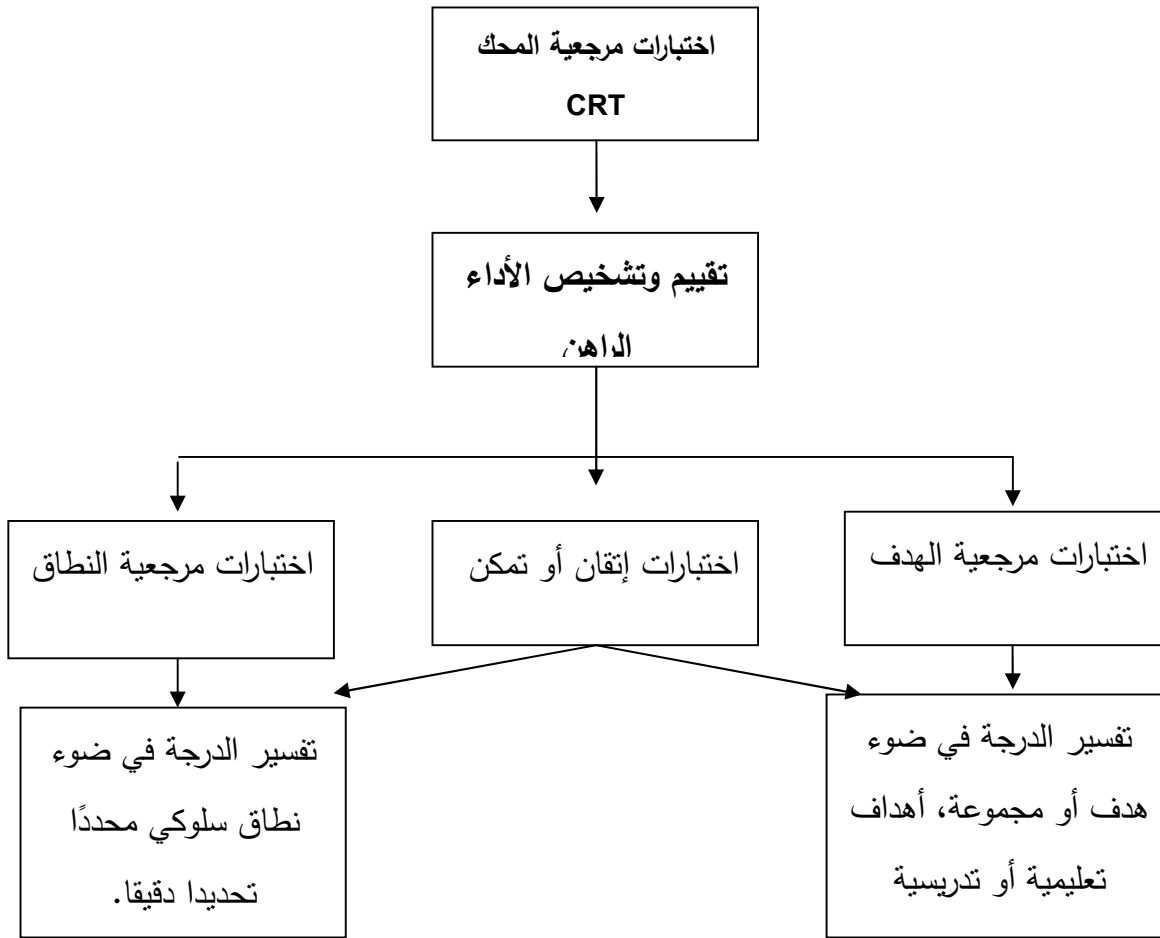 اختبارات مرجعية المحك
CRT
تقييم وتشخيص الأداء
الراهن
اختبارات مرجعية الهدف
اختبارات إتقان أو تمكن
اختبارات مرجعية النطاق
تفسير الدرجة في ضوء
هدف أو مجموعة، أهداف
تعليمية أو تدريسية
تفسير الدرجة في ضوء
نطاق سلوكي محددًا
تحديدا دقيقا.